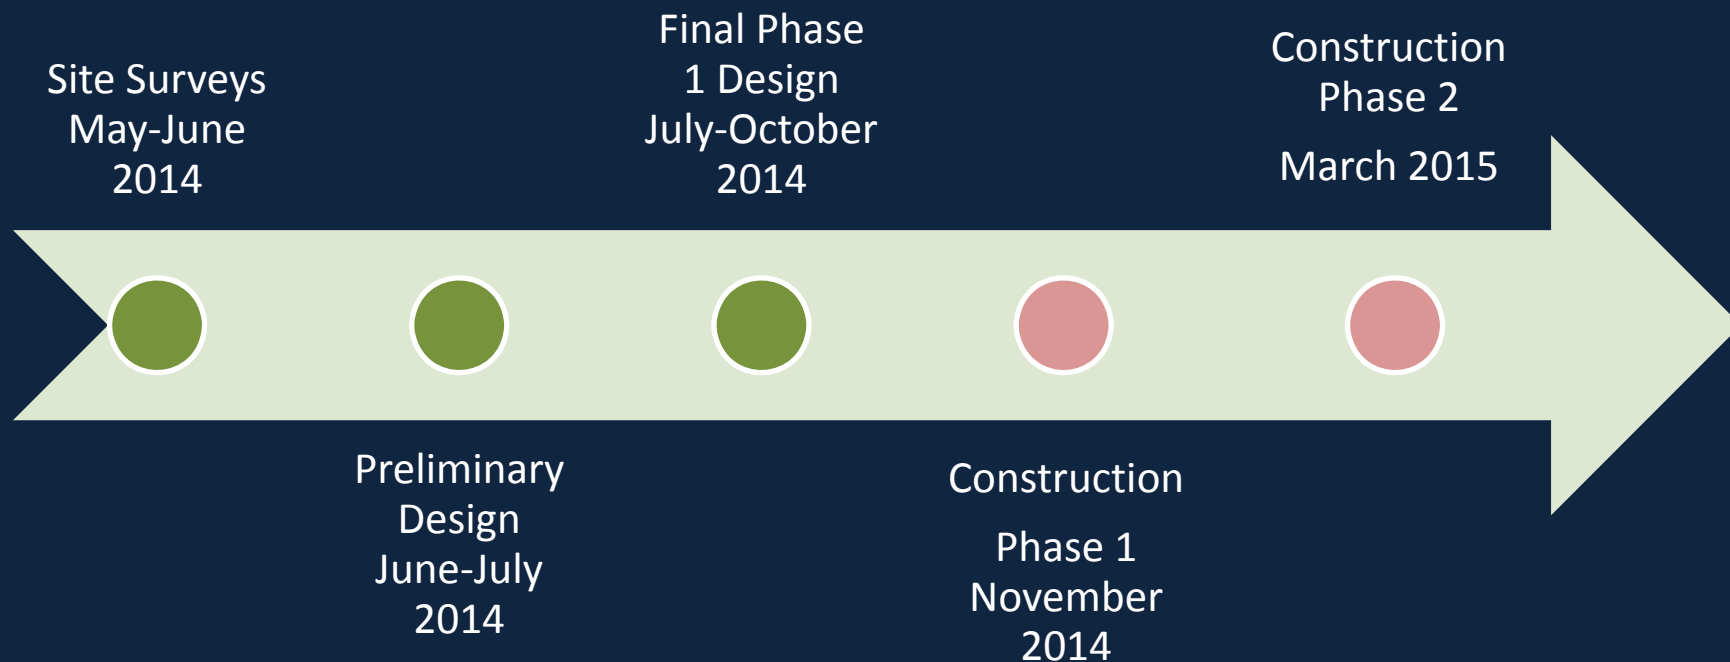 Site Surveys
May-June
2014
Preliminary
Design
June-July
2014
Final Phase
1 Design
July-October
2014
Construction
Phase 1
November
2014
Construction
Phase 2
March 2015